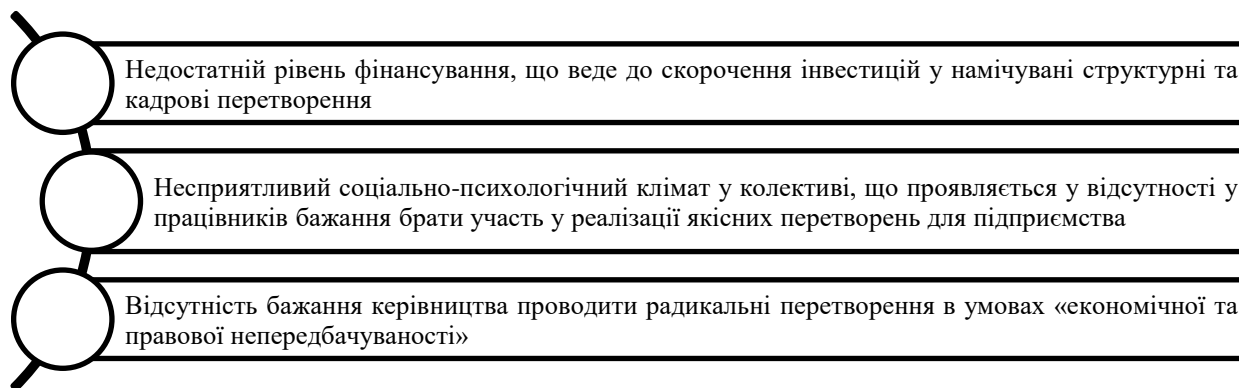 Недостатній рівень фінансування, що веде до скорочення інвестицій у намічувані структурні та
кадрові перетворення
Несприятливий соціально-психологічний клімат у колективі, що проявляється у відсутності у
працівників бажання брати участь у реалізації якісних перетворень для підприємства
Відсутність бажання керівництва проводити радикальні перетворення в умовах «економічної та
правової непередбачуваності»